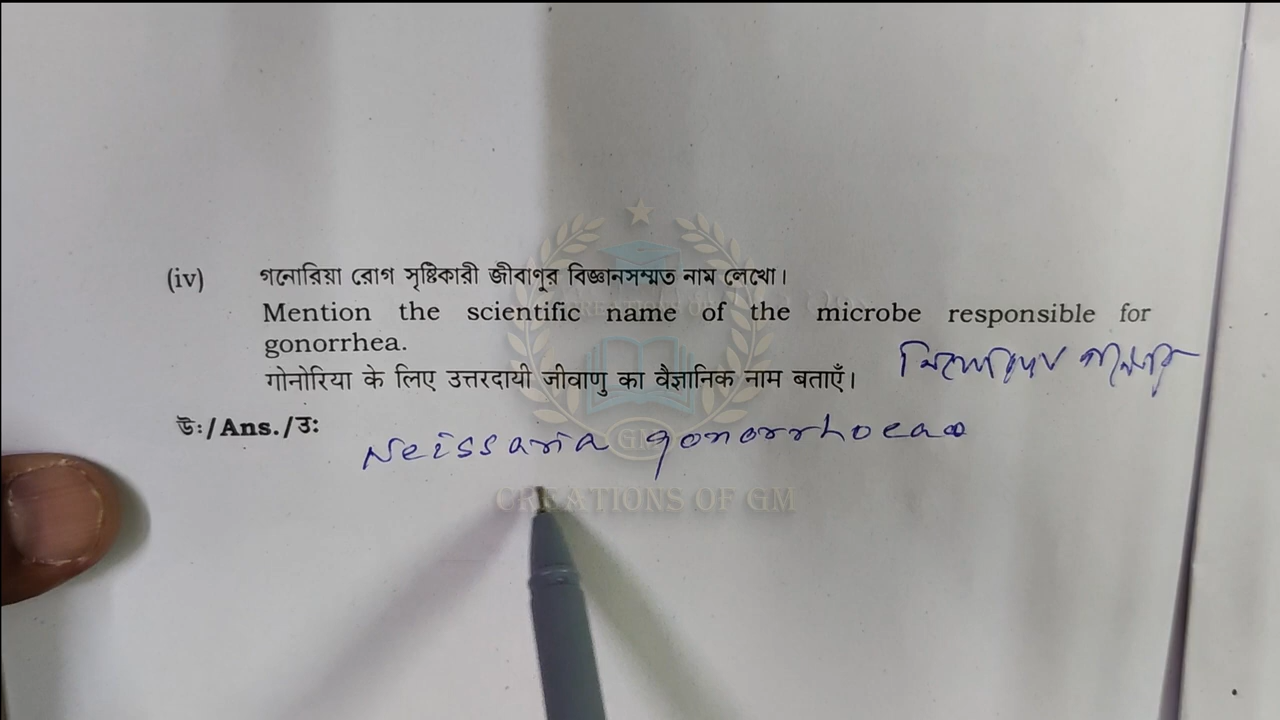 (iv) গনোরিয়া রোগ সৃষ্টিকারী জীবাণুর বিজ্ঞানসম্মত নাম লেখো।
Mention the scientific name of the microbe responsible for
gonorrhea.
गोनोरिया के लिए उत्तरदायी जीवाणु का वैज्ञानिक नाम बताएँ।
উঃ/Ans./उ:
Neissaria gonorrhoeae
GM
CREATIONS OF GM